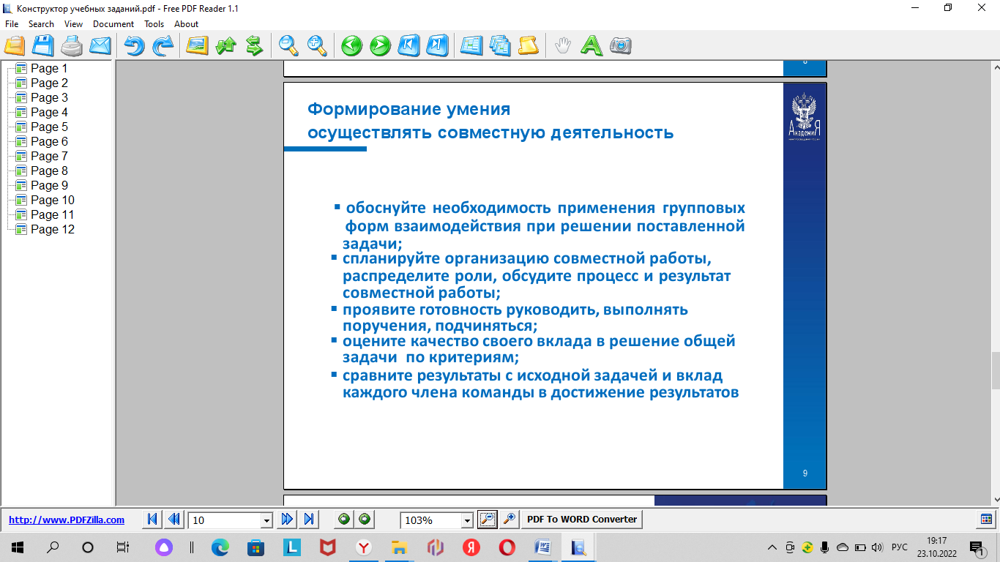 Конструктор учебных заданий.pdf - Free PDF Reader 1.1
File Search View Document Tools About
Page 1
Page 2
Page 3
Page 4
Page 5
Page 6
Page 7
Page 8
Page 9
Page 10
Page 11
Page 12
Формирование умения
осуществлять совместную деятельность
АкадемиЯ
▪ обоснуйте необходимость применения групповых
форм взаимодействия при решении поставленной
задачи;
▪ спланируйте организацию совместной работы,
распределите роли, обсудите процесс и результат
совместной работы;
▪ проявите готовность руководить, выполнять
поручения, подчиняться;
▪ оцените качество своего вклада в решение общей
задачи по критериям;
▪ сравните результаты с исходной задачей и вклад
каждого члена команды в достижение результатов
9
http://www.PDFZilla.com 10 103% PDF To WORD Converter
РУС 19:17
23.10.2022 1